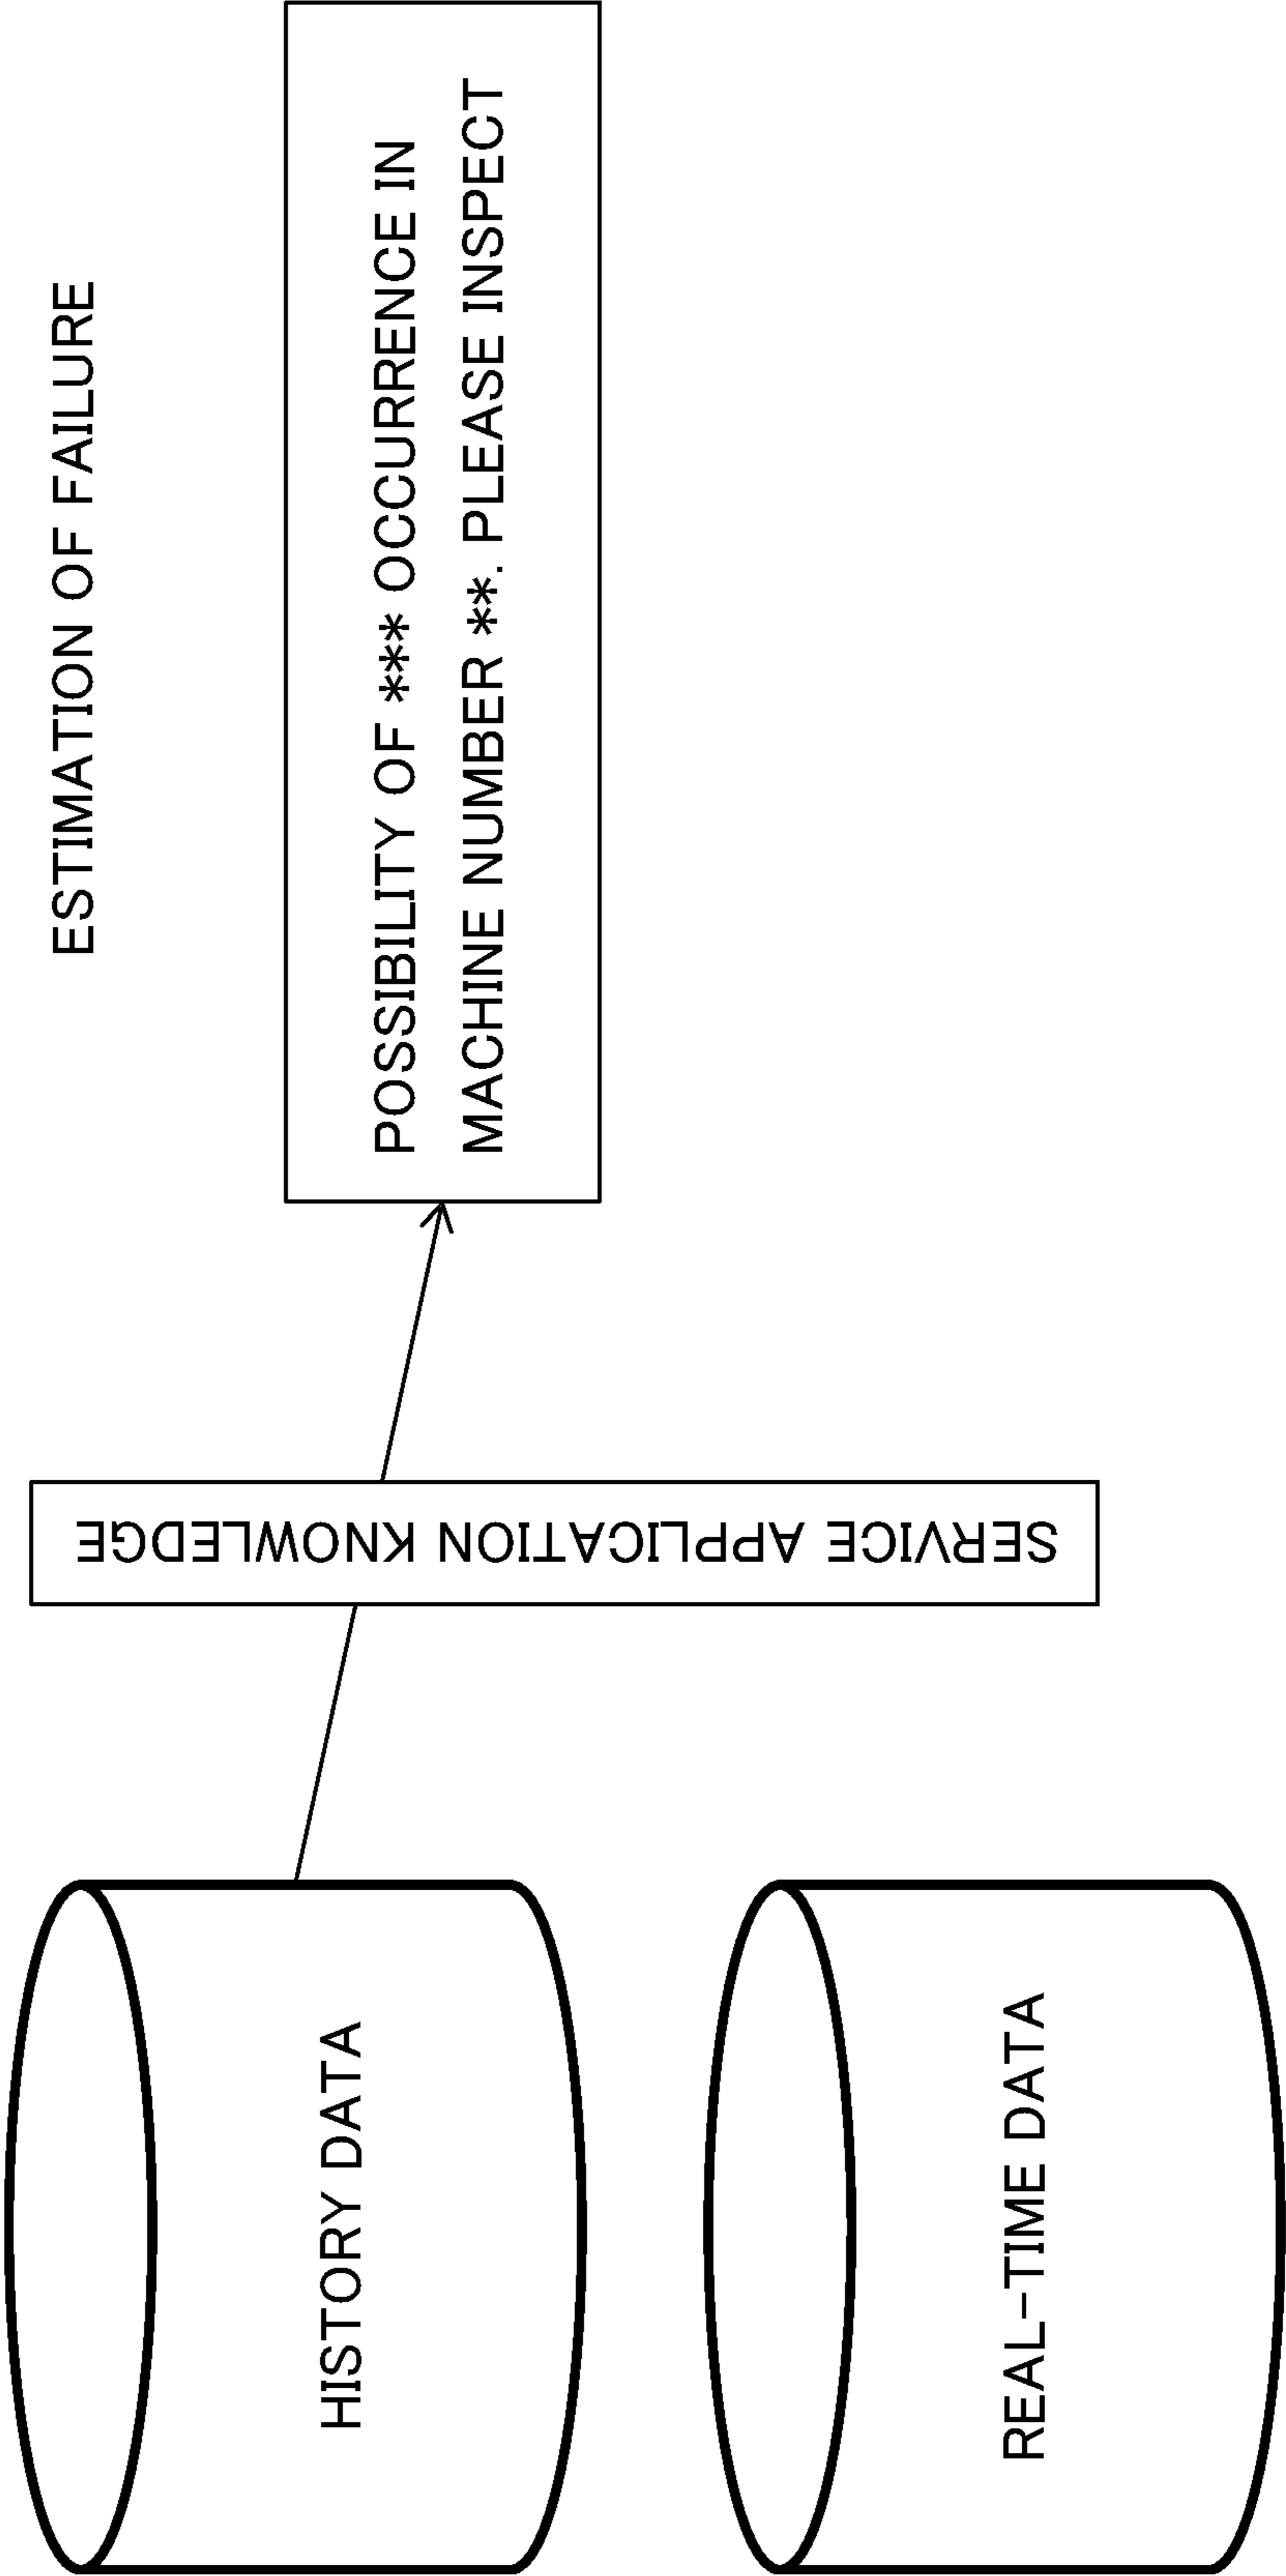 ESTIMATION OF FAILURE
HISTORY DATA
SERVICE APPLICATION KNOWLEDGE
POSSIBILITY OF *** OCCURRENCE IN
MACHINE NUMBER **. PLEASE INSPECT
REAL-TIME DATA